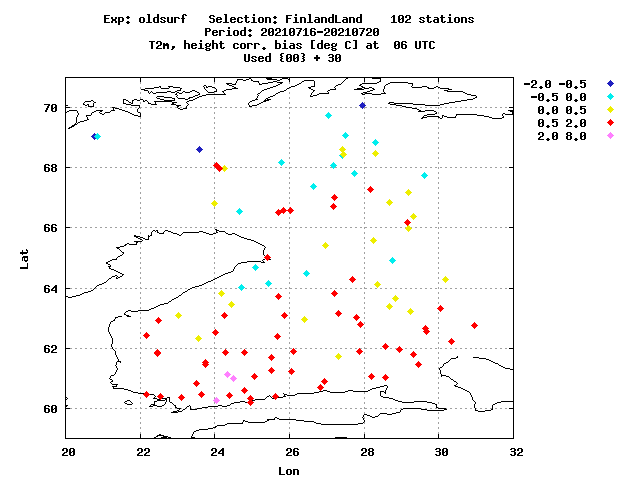 Exp: oldsurf   Selection: FinlandLand    102 stations
Period: 20210716-20210720
T2m, height corr. bias [deg C] at  06 UTC
Used {00} + 30
-2.0 -0.5
-0.5 0.0
0.0 0.5
0.5 2.0
2.0 8.0
70
68
66
64
62
60
Lat
20 22 24 26 28 30 32
Lon